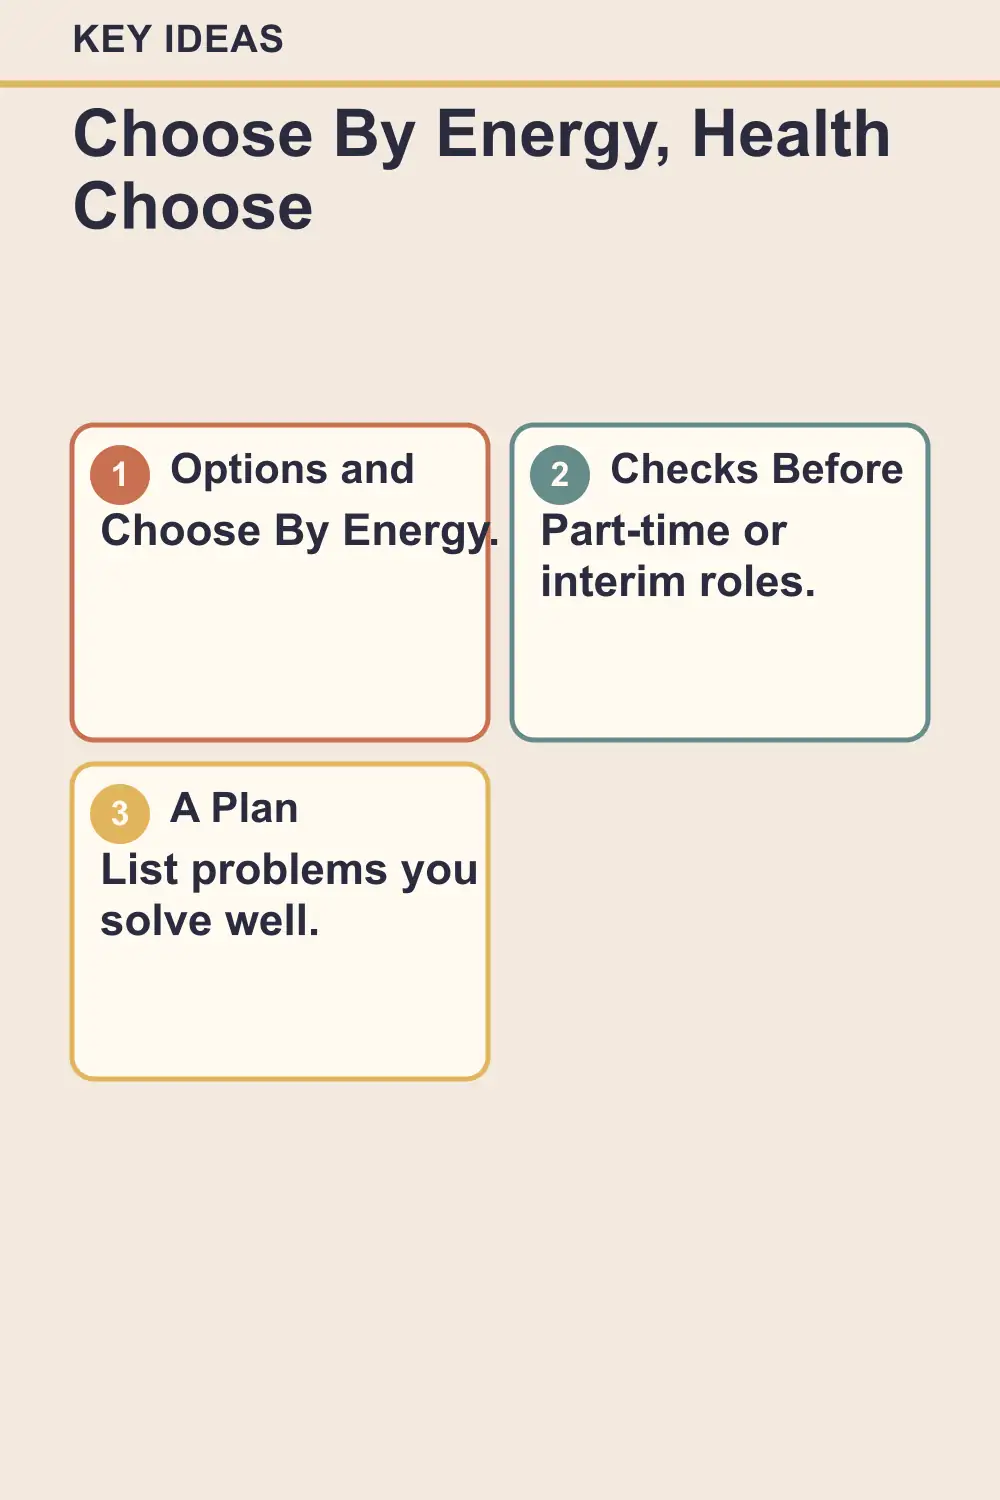 KEY IDEAS
Choose By Energy, Health
Choose
1 Options and
Choose By Energy.
2 Checks Before
Part-time or
interim roles.
3 A Plan
List problems you
solve well.